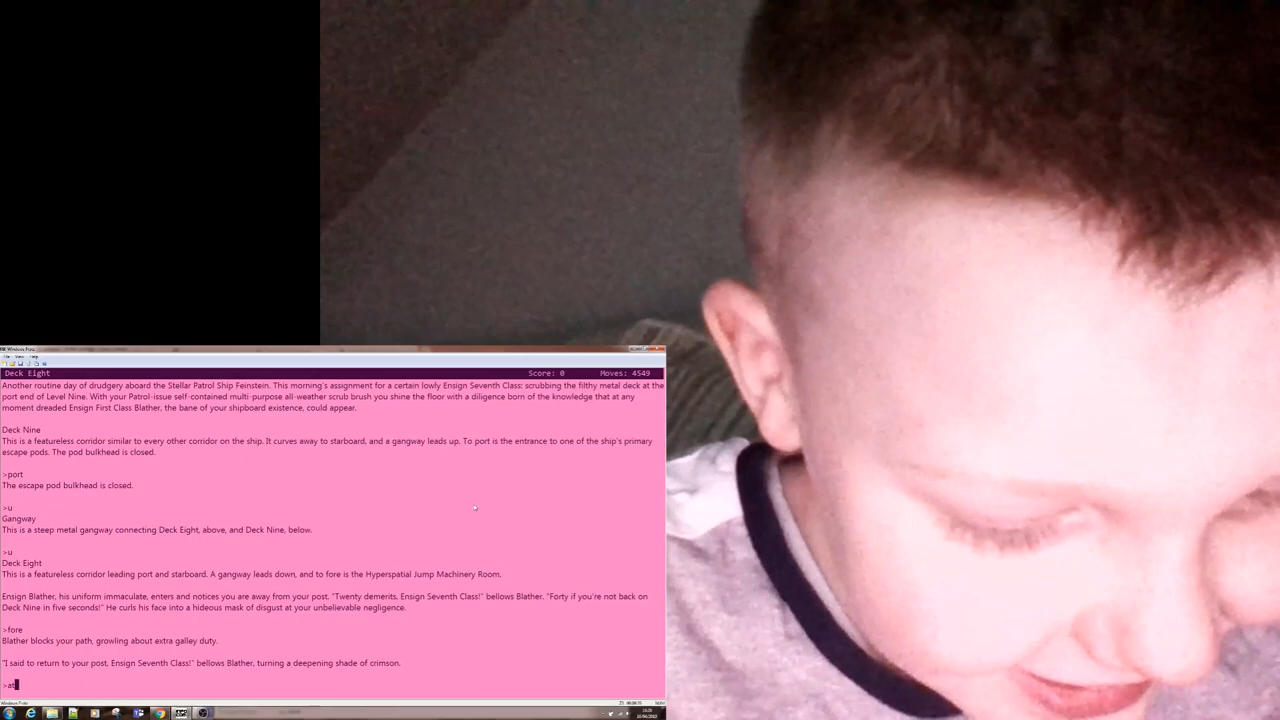 Windows Frotz
File View Help
Deck Eight Score: 0 Moves: 4549
Another routine day of drudgery aboard the Stellar Patrol Ship Feinstein. This morning's assignment for a certain lowly Ensign Seventh Class: scrubbing the filthy metal deck at the
port end of Level Nine. With your Patrol-issue self-contained multi-purpose all-weather scrub brush you shine the floor with a diligence born of the knowledge that at any
moment dreaded Ensign First Class Blather, the bane of your shipboard existence, could appear.
Deck Nine
This is a featureless corridor similar to every other corridor on the ship. It curves away to starboard, and a gangway leads up. To port is the entrance to one of the ship's primary
escape pods. The pod bulkhead is closed.
>port
The escape pod bulkhead is closed.
>u
Gangway
This is a steep metal gangway connecting Deck Eight, above, and Deck Nine, below.
>u
Deck Eight
This is a featureless corridor leading port and starboard. A gangway leads down, and to fore is the Hyperspatial Jump Machinery Room.
Ensign Blather, his uniform immaculate, enters and notices you are away from your post. "Twenty demerits, Ensign Seventh Class!" bellows Blather. "Forty if you're not back on
Deck Nine in five seconds!" He curls his face into a hideous mask of disgust at your unbelievable negligence.
>fore
Blather blocks your path, growling about extra galley duty.
"I said to return to your post, Ensign Seventh Class!" bellows Blather, turning a deepening shade of crimson.
>at
Windows Frotz